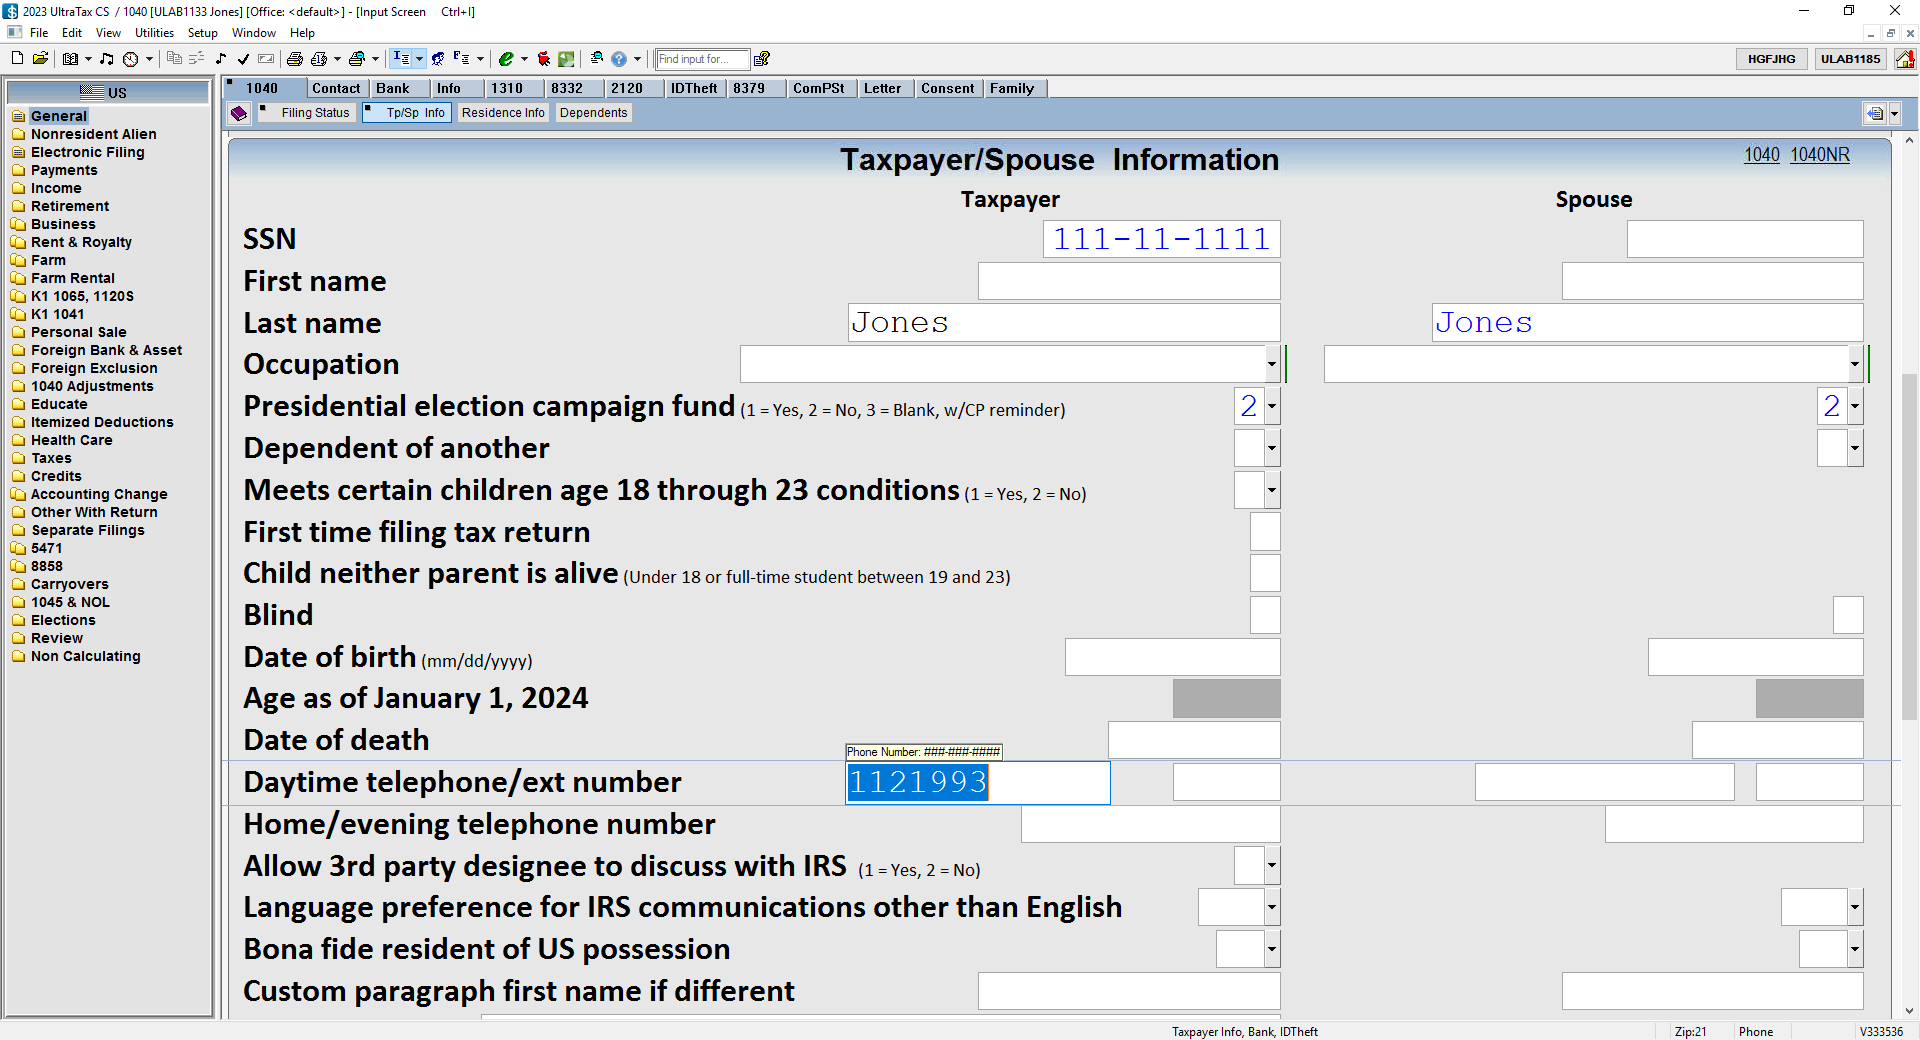 2023 UltraTax CS / 1040 [ULAB1133 Jones] [Office: <default>] - [Input Screen Ctrl+I]
File Edit View Utilities Setup Window Help
Find input for... HGFJHG ULAB1185
US
General
Nonresident Alien
Electronic Filing
Payments
Income
Retirement
Business
Rent & Royalty
Farm
Farm Rental
K1 1065, 1120S
K1 1041
Personal Sale
Foreign Bank & Asset
Foreign Exclusion
1040 Adjustments
Educate
Itemized Deductions
Health Care
Taxes
Credits
Accounting Change
Other With Return
Separate Filings
5471
8858
Carryovers
1045 & NOL
Elections
Review
Non Calculating
1040 Contact Bank Info 1310 8332 2120 IDTheft 8379 ComPSt Letter Consent Family
Filing Status Tp/Sp Info Residence Info Dependents
Taxpayer/Spouse Information 1040 1040NR
Taxpayer Spouse
SSN 111-11-1111
First name
Last name Jones Jones
Occupation
Presidential election campaign fund (1 = Yes, 2 = No, 3 = Blank, w/CP reminder) 2 2
Dependent of another
Meets certain children age 18 through 23 conditions (1 = Yes, 2 = No)
First time filing tax return
Child neither parent is alive (Under 18 or full-time student between 19 and 23)
Blind
Date of birth (mm/dd/yyyy)
Age as of January 1, 2024
Date of death
Phone Number: ###-###-####
Daytime telephone/ext number 1121993
Home/evening telephone number
Allow 3rd party designee to discuss with IRS (1 = Yes, 2 = No)
Language preference for IRS communications other than English
Bona fide resident of US possession
Custom paragraph first name if different
Taxpayer Info, Bank, IDTheft Zip:21 Phone V333536